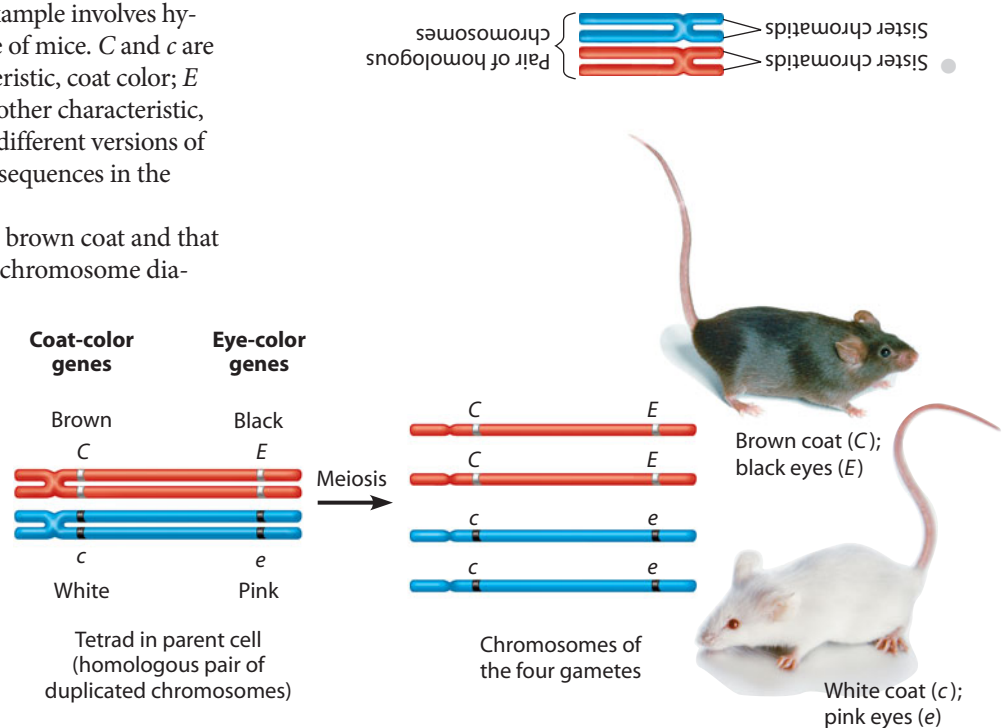 xample involves hy-
e of mice. C and c are
eristic, coat color; E
other characteristic,
different versions of
sequences in the
brown coat and that
chromosome dia-
Sister chromatids
Sister chromatids
Pair of homologous
chromosomes
Coat-color
genes
Eye-color
genes
Brown
Black
C
E
c
e
White
Pink
Tetrad in parent cell
(homologous pair of
duplicated chromosomes)
Meiosis
C
E
C
E
c
e
c
e
Chromosomes of
the four gametes
Brown coat (C);
black eyes (E)
White coat (c);
pink eyes (e)